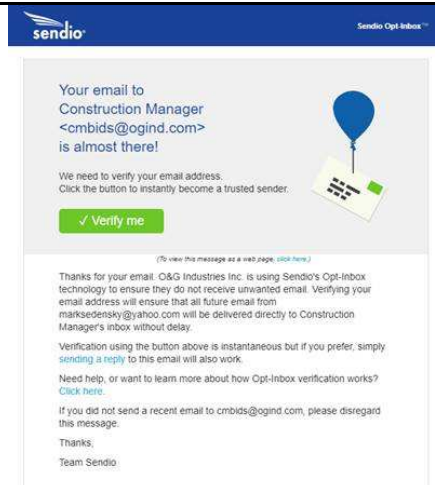 sendio
Sendio Opt-Inbox™
Your email to
Construction Manager
<cmbids@ogind.com>
is almost there!
We need to verify your email address.
Click the button to instantly become a trusted sender.
✓ Verify me
(To view this message as a web page, click here.)
Thanks for your email. O&G Industries Inc. is using Sendio's Opt-Inbox
technology to ensure they do not receive unwanted email. Verifying your
email address will ensure that all future email from
marksedensky@yahoo.com will be delivered directly to Construction
Manager's inbox without delay.
Verification using the button above is instantaneous but if you prefer, simply
sending a reply to this email will also work.
Need help, or want to learn more about how Opt-Inbox verification works?
Click here.
If you did not send a recent email to cmbids@ogind.com, please disregard
this message.
Thanks,
Team Sendio